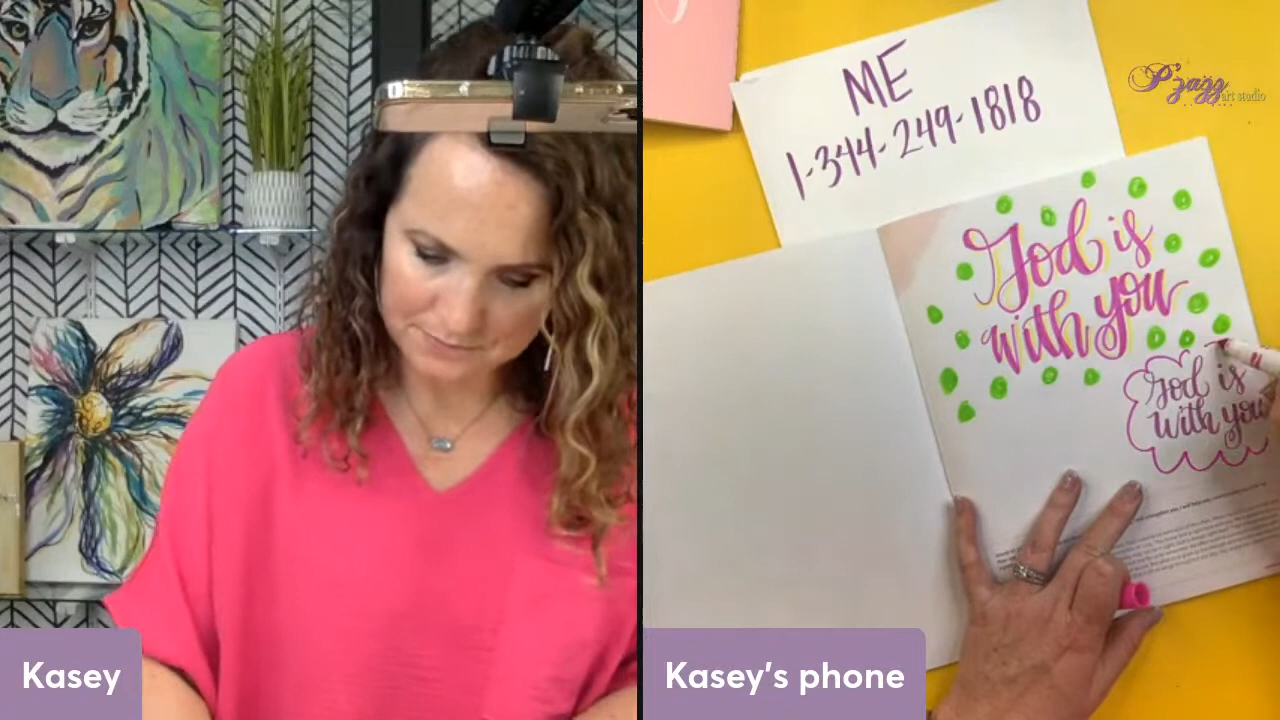 Kasey
ME
1-344-249-1818
P'zazz
art studio
God is
with you
God is
with you
Kasey's phone